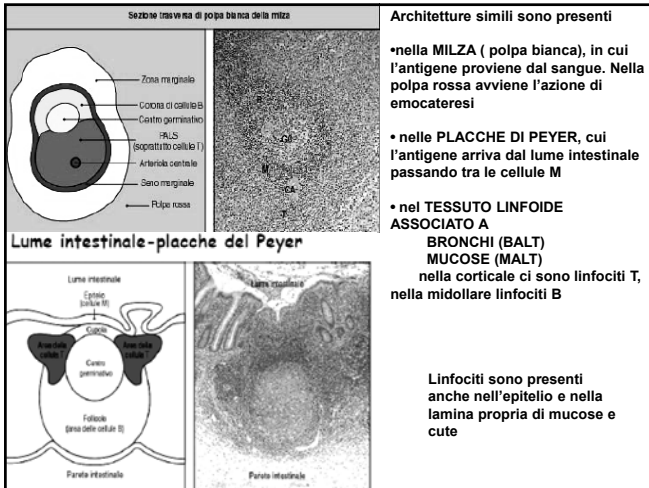 Sezione trasversa di polpa bianca della milza
Zona marginale
Corona di cellule B
Centro germinativo
PALS
(soprattutto cellule T)
Arteriola centrale
Seno marginale
Polpa rossa
B
GC
M
CA
T
Lume intestinale-placche del Peyer
Lume intestinale
Epitelio
(cellule M)
Cupola
Area delle
cellule T
Area delle
cellule T
Centro
germinativo
Follicolo
(area delle cellule B)
Parete intestinale
Lume intestinale
Parete intestinale
Architetture simili sono presenti
•nella MILZA ( polpa bianca), in cui
l'antigene proviene dal sangue. Nella
polpa rossa avviene l'azione di
emocateresi
• nelle PLACCHE DI PEYER, cui
l'antigene arriva dal lume intestinale
passando tra le cellule M
• nel TESSUTO LINFOIDE
ASSOCIATO A
BRONCHI (BALT)
MUCOSE (MALT)
nella corticale ci sono linfociti T,
nella midollare linfociti B
Linfociti sono presenti
anche nell'epitelio e nella
lamina propria di mucose e
cute